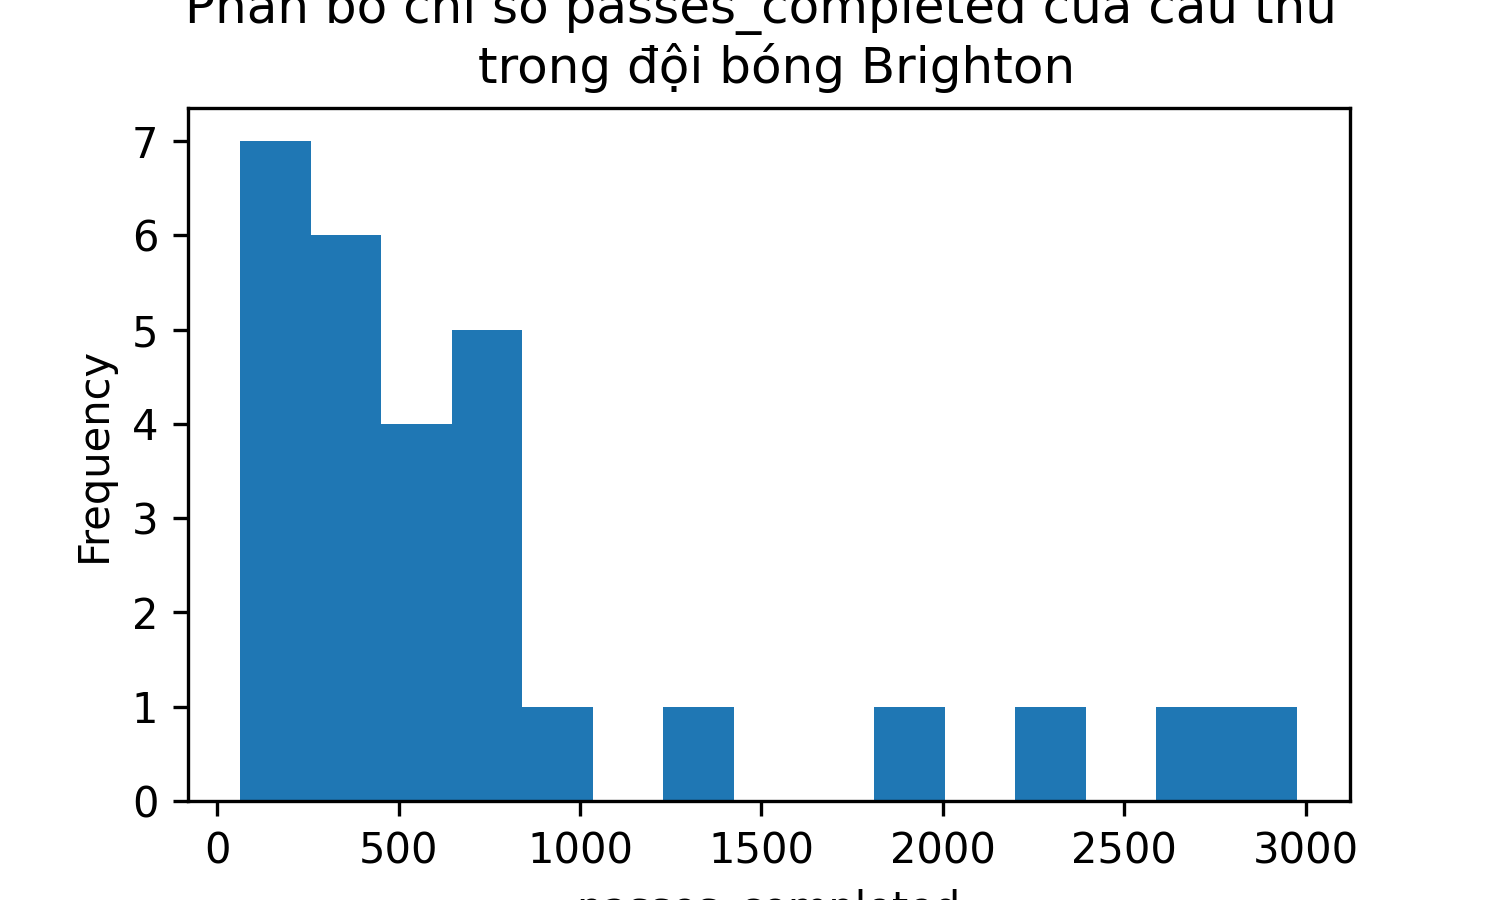 Phân bố chỉ số passes_completed của cầu thủ
trong đội bóng Brighton
7
6
5
4
3
2
1
0
Frequency
0 500 1000 1500 2000 2500 3000
passes_completed